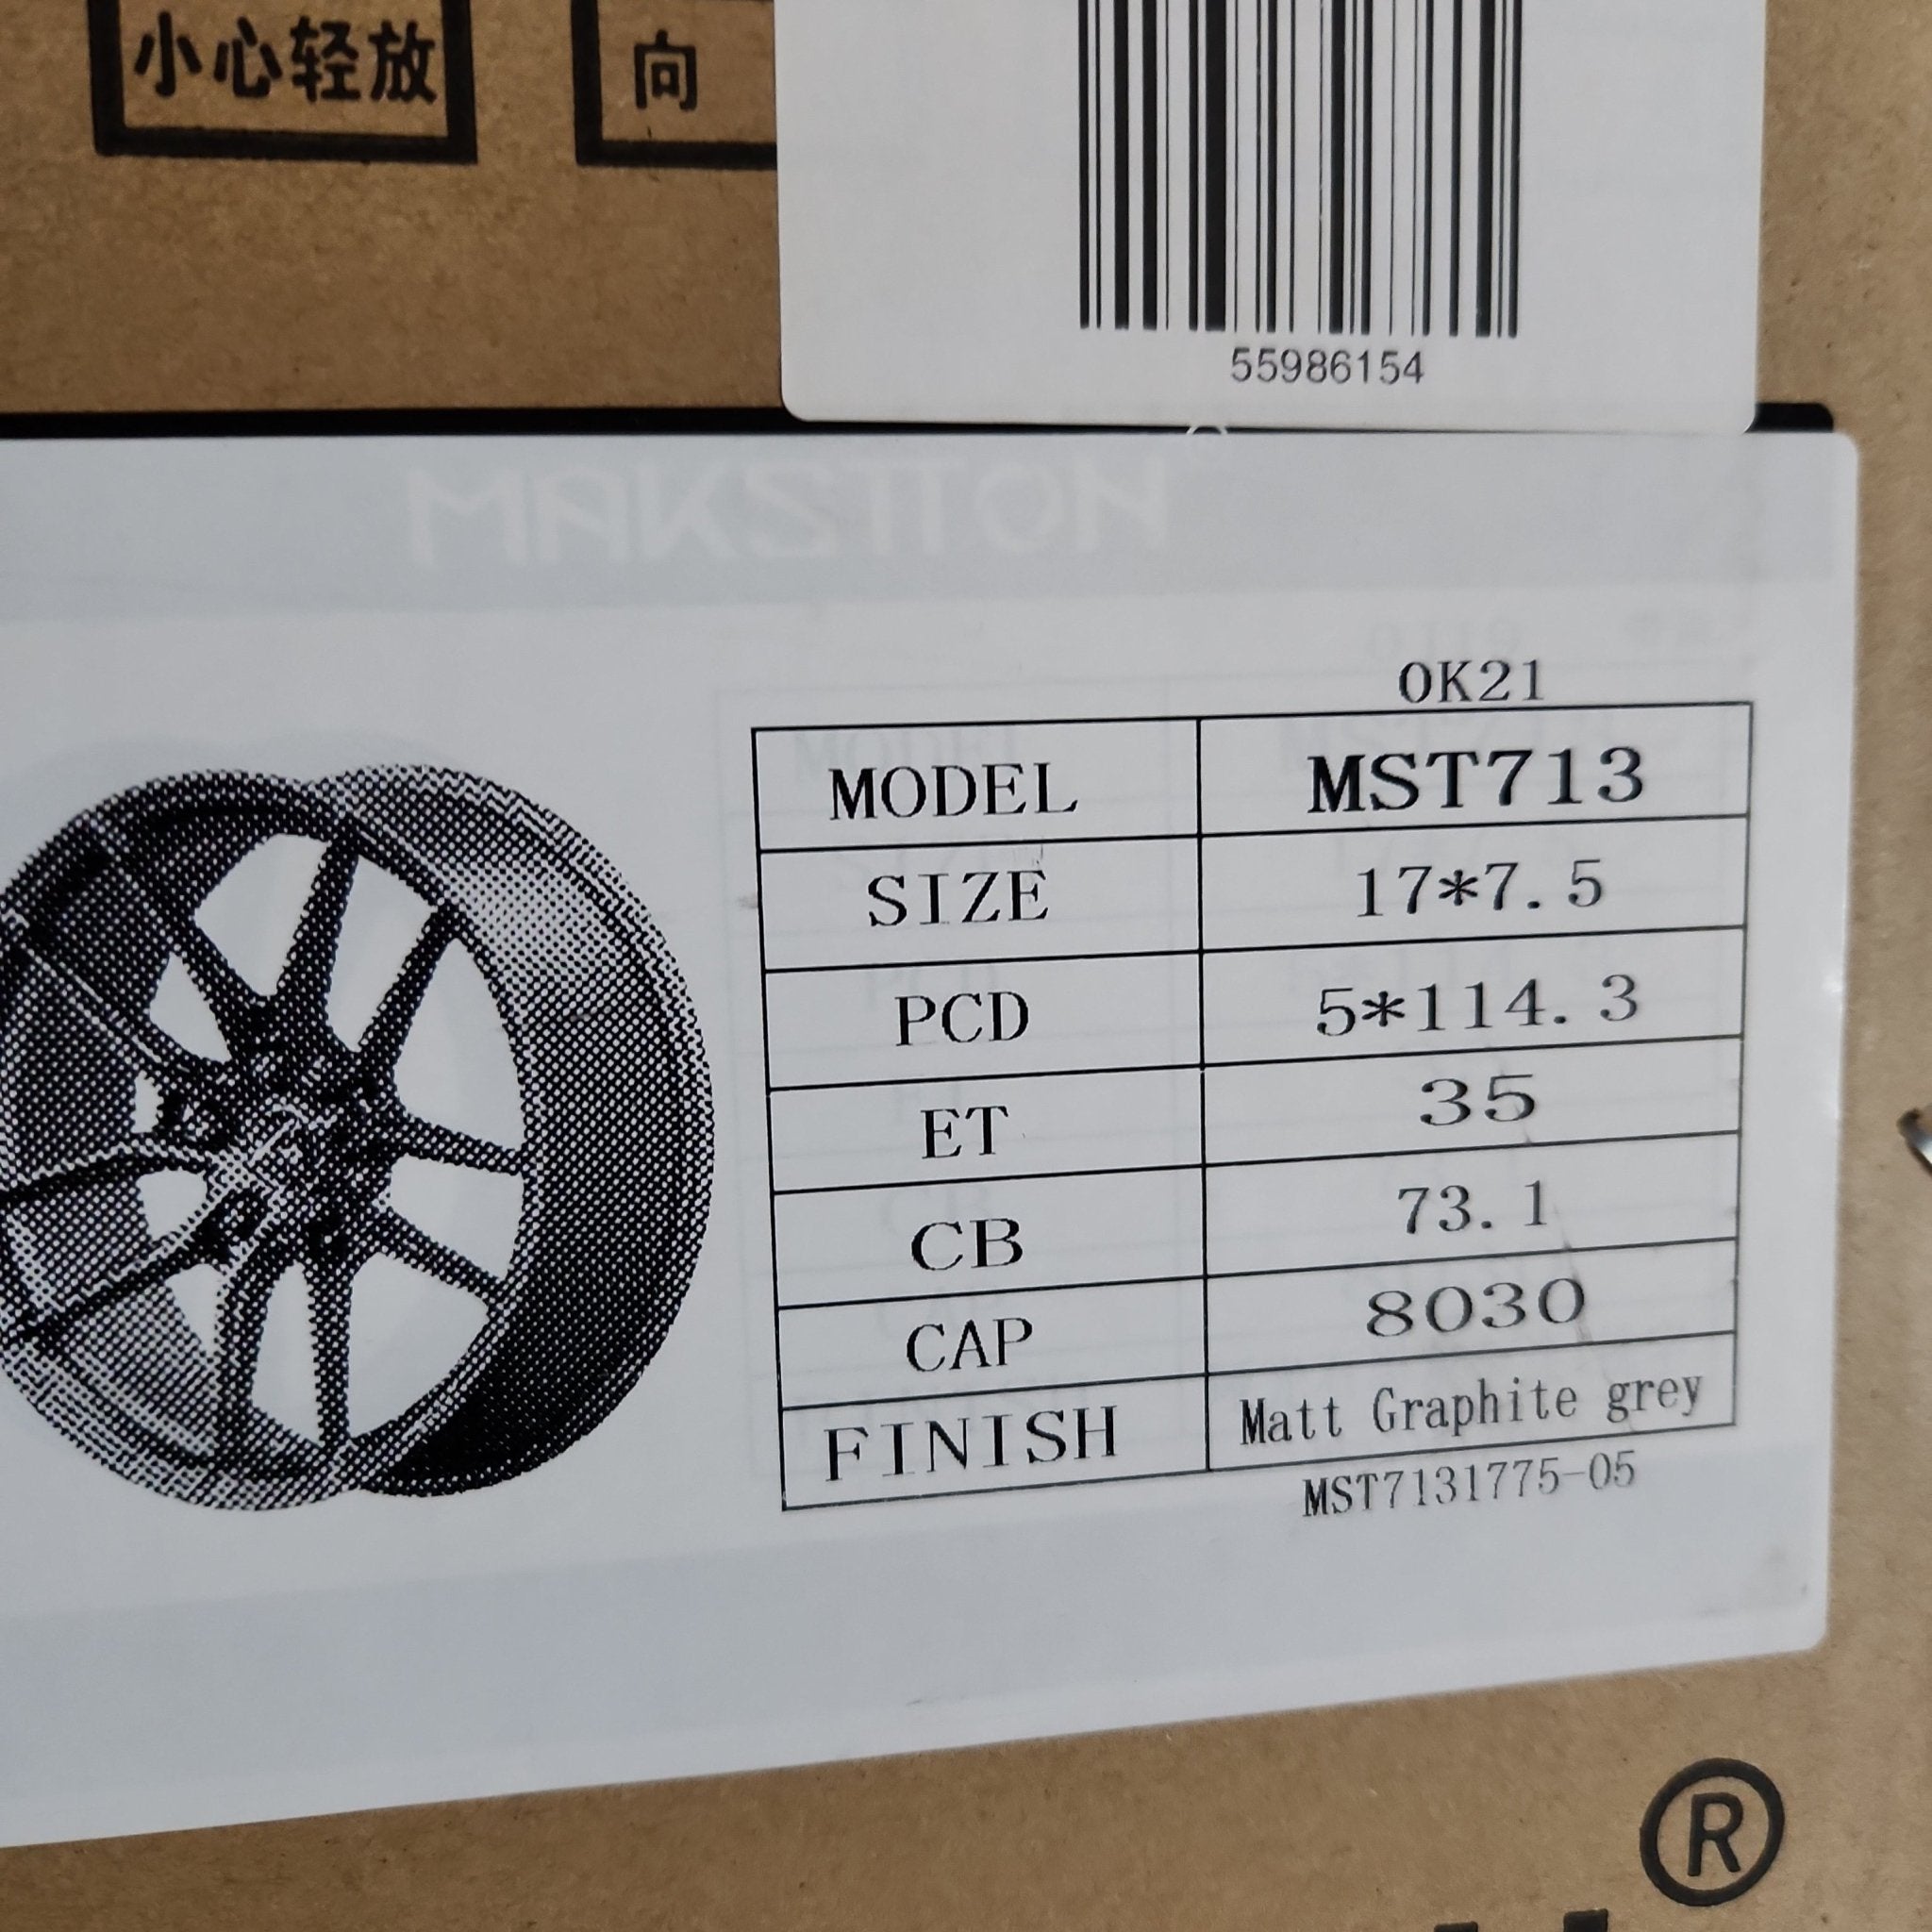 小心轻放
向
55986154
MAKSTTON
OK21
MODEL MST713
SIZE 17*7.5
PCD 5*114.3
ET 35
CB 73.1
CAP 8030
FINISH Matt Graphite grey
MST7131775-05
®